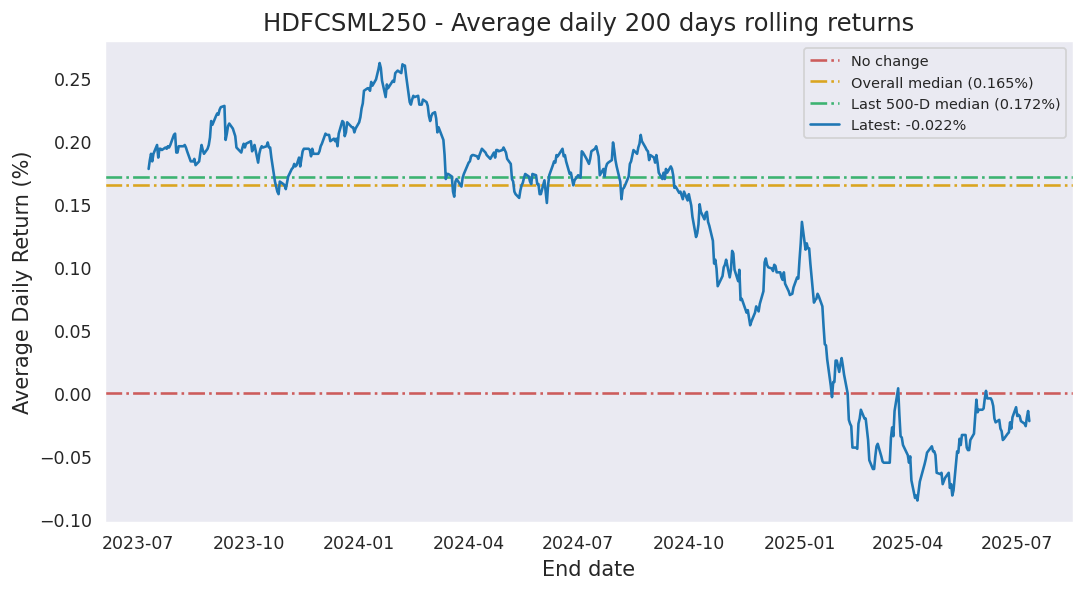 HDFCSML250 - Average daily 200 days rolling returns
No change
Overall median (0.165%)
Last 500-D median (0.172%)
Latest: -0.022%
Average Daily Return (%)
0.25
0.20
0.15
0.10
0.05
0.00
−0.05
−0.10
2023-07 2023-10 2024-01 2024-04 2024-07 2024-10 2025-01 2025-04 2025-07
End date